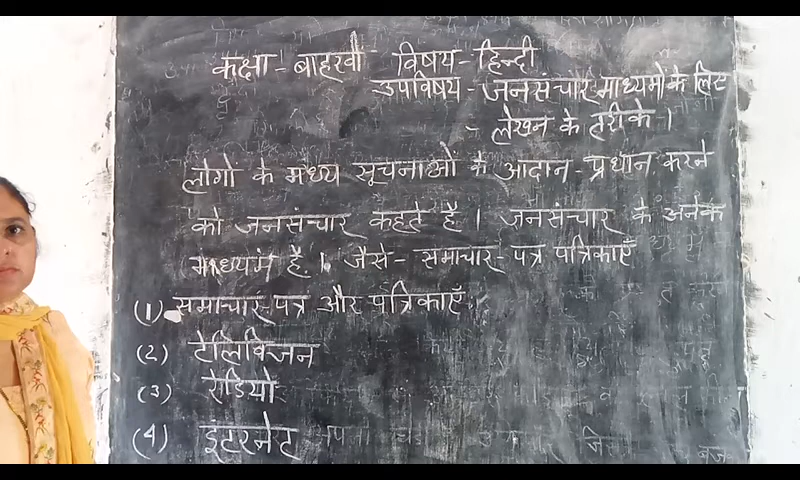 कक्षा - बाहरवीं विषय - हिन्दी
उपविषय - जनसंचार माध्यमों के लिए
- लेखन के तरीके ।
लोगो के मध्य सूचनाओं के आदान - प्रधान करने
को जनसंचार कहते है । जनसंचार के अनेक
माध्यम है । जैसे - समाचार - पत्र पत्रिकाएँ
(1) समाचार-पत्र और पत्रिकाएँ
(2) टेलिविजन
(3) रेडियो
(4) इंटरनेट